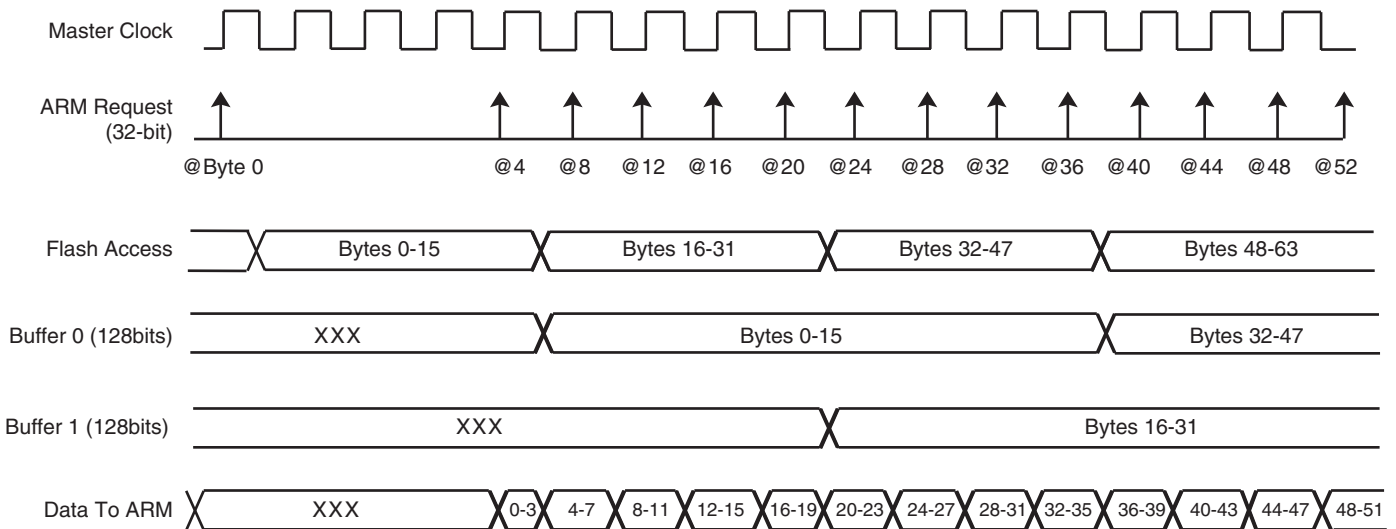 Master Clock
ARM Request
(32-bit)
@Byte 0 @4 @8 @12 @16 @20 @24 @28 @32 @36 @40 @44 @48 @52
Flash Access Bytes 0-15 Bytes 16-31 Bytes 32-47 Bytes 48-63
Buffer 0 (128bits) XXX Bytes 0-15 Bytes 32-47
Buffer 1 (128bits) XXX Bytes 16-31
Data To ARM XXX 0-3 4-7 8-11 12-15 16-19 20-23 24-27 28-31 32-35 36-39 40-43 44-47 48-51